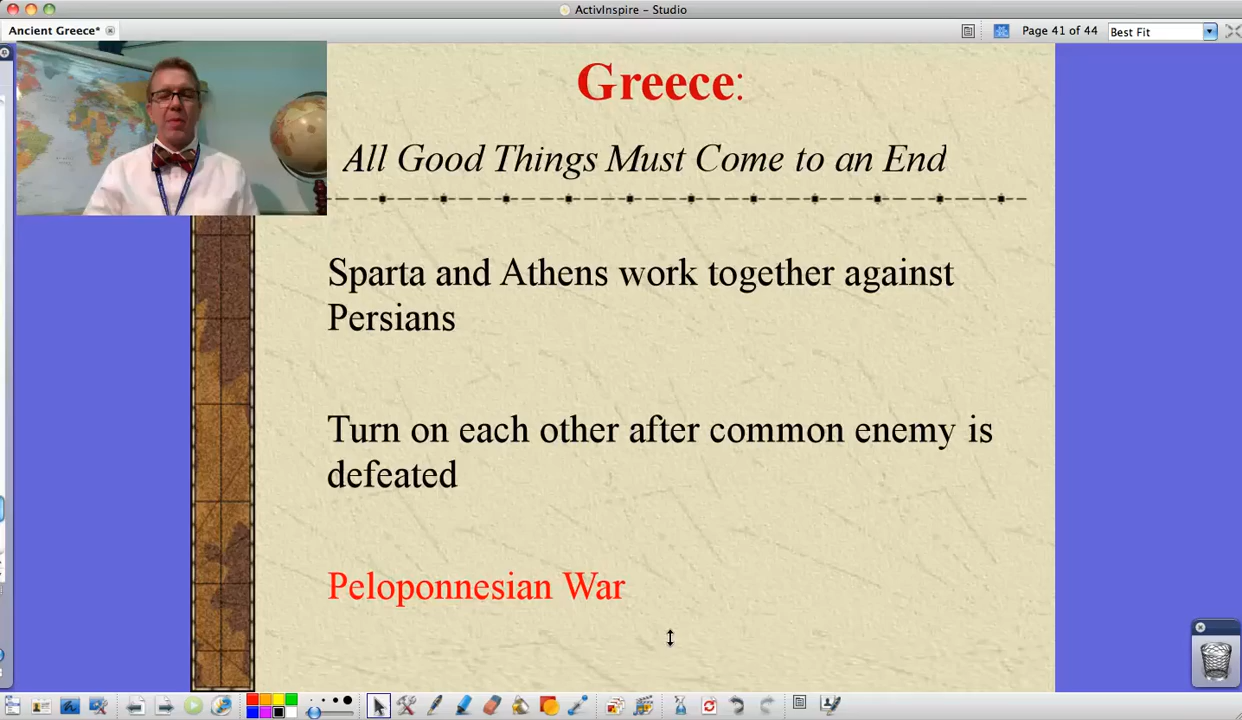 ActivInspire – Studio
Ancient Greece*
Page 41 of 44
Best Fit
Greece:
All Good Things Must Come to an End
Sparta and Athens work together against
Persians
Turn on each other after common enemy is
defeated
Peloponnesian War